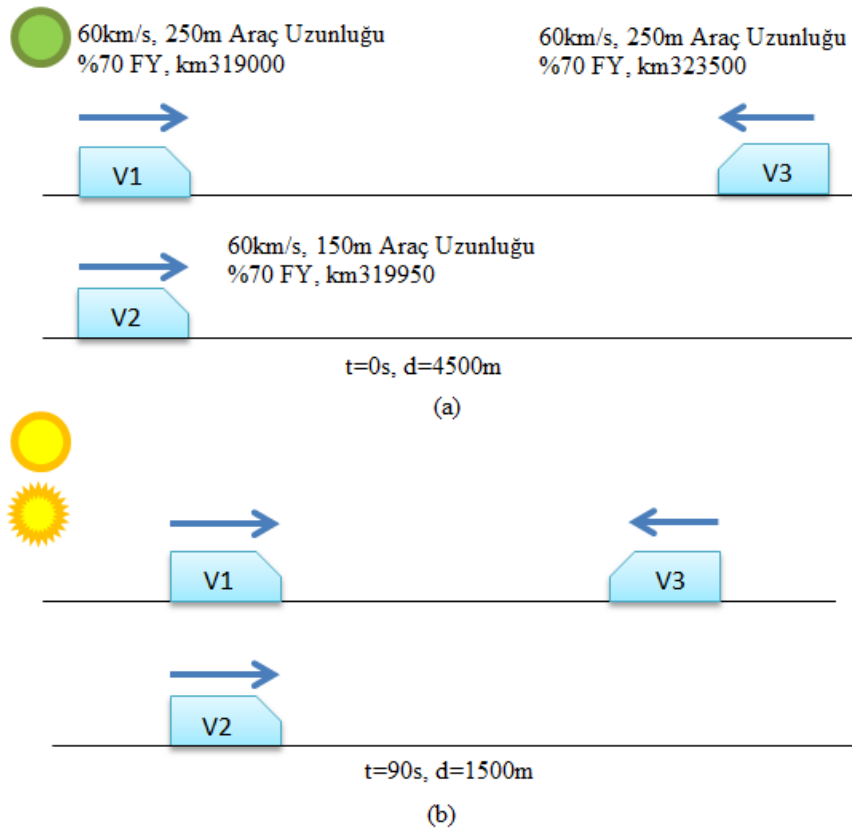 60km/s, 250m Araç Uzunluğu
%70 FY, km319000
60km/s, 250m Araç Uzunluğu
%70 FY, km323500
V1
V3
60km/s, 150m Araç Uzunluğu
%70 FY, km319950
V2
t=0s, d=4500m
(a)
V1
V3
V2
t=90s, d=1500m
(b)